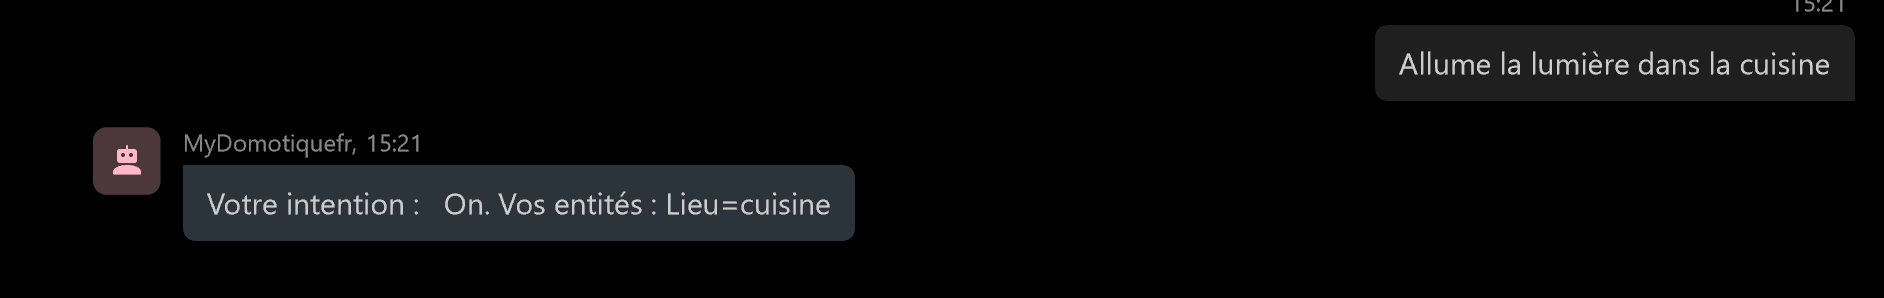 15:21
Allume la lumière dans la cuisine
MyDomotiquefr, 15:21
Votre intention :   On. Vos entités : Lieu=cuisine